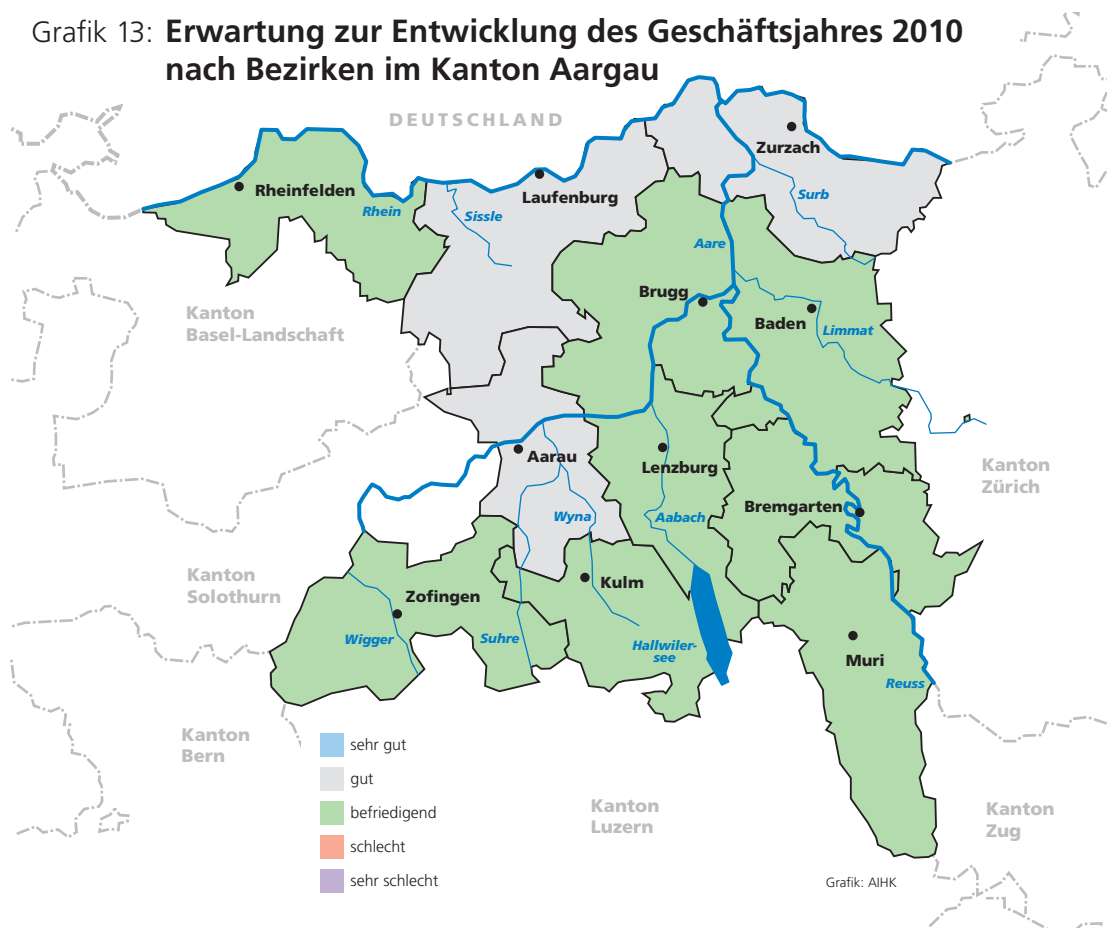 Grafik 13: Erwartung zur Entwicklung des Geschäftsjahres 2010
nach Bezirken im Kanton Aargau
DEUTSCHLAND
Zurzach
Rheinfelden
Laufenburg
Rhein
Sissle
Surb
Aare
Brugg
Baden
Limmat
Kanton
Basel-Landschaft
Aarau
Lenzburg
Kanton
Zürich
Wyna
Aabach
Bremgarten
Kanton
Solothurn
Kulm
Zofingen
Wigger
Suhre
Hallwiler-
see
Muri
Reuss
Kanton
Bern
sehr gut
gut
befriedigend
schlecht
sehr schlecht
Kanton
Luzern
Kanton
Zug
Grafik: AIHK